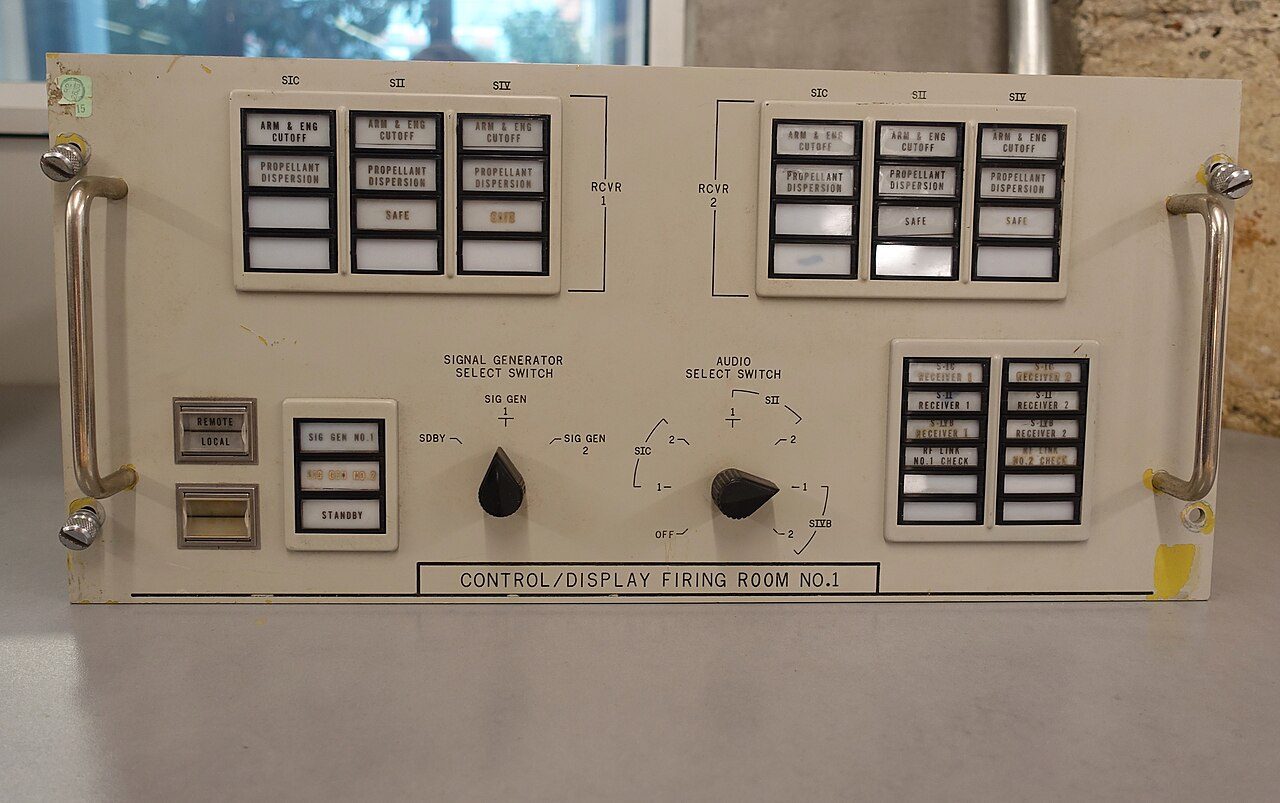 SIC SII SIV
ARM & ENG CUTOFF
ARM & ENG CUTOFF
ARM & ENG CUTOFF
PROPELLANT DISPERSION
PROPELLANT DISPERSION
PROPELLANT DISPERSION
SAFE
SAFE
RCVR
1
SIC SII SIV
RCVR
2
ARM & ENG CUTOFF
ARM & ENG CUTOFF
ARM & ENG CUTOFF
PROPELLANT DISPERSION
PROPELLANT DISPERSION
PROPELLANT DISPERSION
SAFE
SAFE
15
REMOTE
LOCAL
SIG GEN NO.1
SIG GEN NO 2
STANDBY
SIGNAL GENERATOR
SELECT SWITCH
SIG GEN
1
SDBY
SIG GEN
2
AUDIO
SELECT SWITCH
SII
1
2
2
SIC
1
1
SIVB
OFF
2
S-IC
RECEIVER 1
S-IC
RECEIVER 2
S-II
RECEIVER 1
S-II
RECEIVER 2
S-IVB
RECEIVER 1
S-IVB
RECEIVER 2
RF LINK
NO.1 CHECK
RF LINK
NO.2 CHECK
CONTROL/DISPLAY FIRING ROOM NO.1